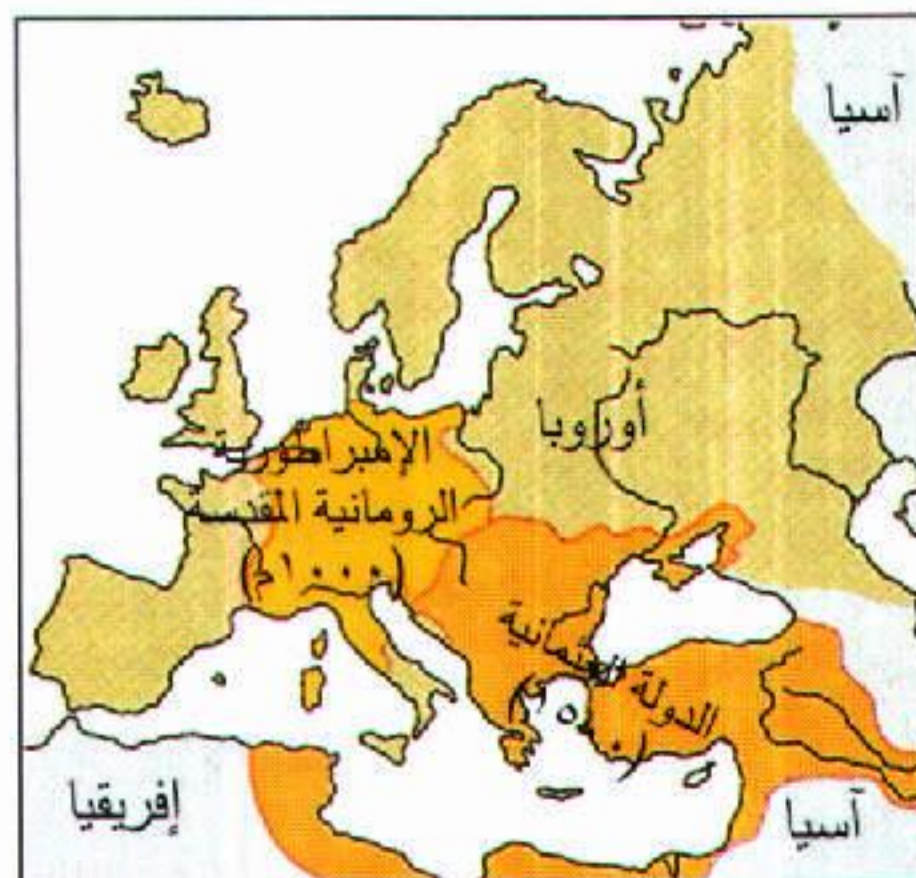 آسيا
أوروبا
الإمبراطورية
الرومانية المقدسة
(١٠٠٠م)
الدولة العثمانية
إفريقيا
آسيا